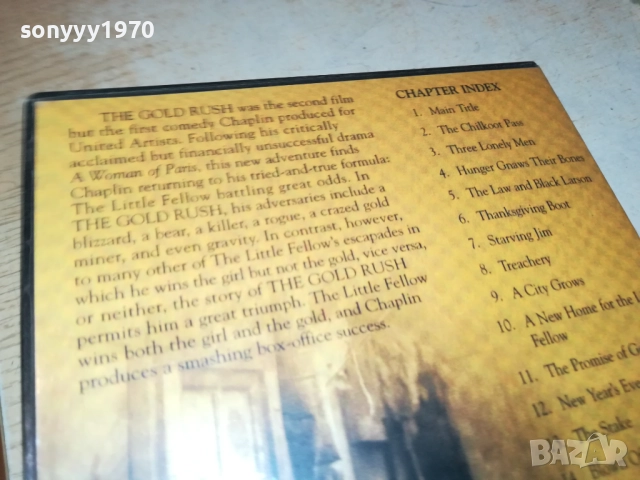 sonyyy1970
THE GOLD RUSH was the second film
but the first comedy Chaplin produced for
United Artists. Following his critically
acclaimed but financially unsuccessful drama
A Woman of Paris, this new adventure finds
Chaplin returning to his tried-and-true formula:
The Little Fellow battling great odds. In
THE GOLD RUSH, his adversaries include a
blizzard, a bear, a killer, a rogue, a crazed gold
miner, and even gravity. In contrast, however,
to many other of The Little Fellow's escapades in
which he wins the girl but not the gold, vice versa,
or neither, the story of THE GOLD RUSH
permits him a great triumph. The Little Fellow
wins both the girl and the gold, and Chaplin
produces a smashing box-office success.
CHAPTER INDEX
1. Main Title
2. The Chilkoot Pass
3. Three Lonely Men
4. Hunger Gnaws Their Bones
5. The Law and Black Larson
6. Thanksgiving Boot
7. Starving Jim
8. Treachery
9. A City Grows
10. A New Home for the
Fellow
11. The Promise of
12. New Year's
The Stake
bazar